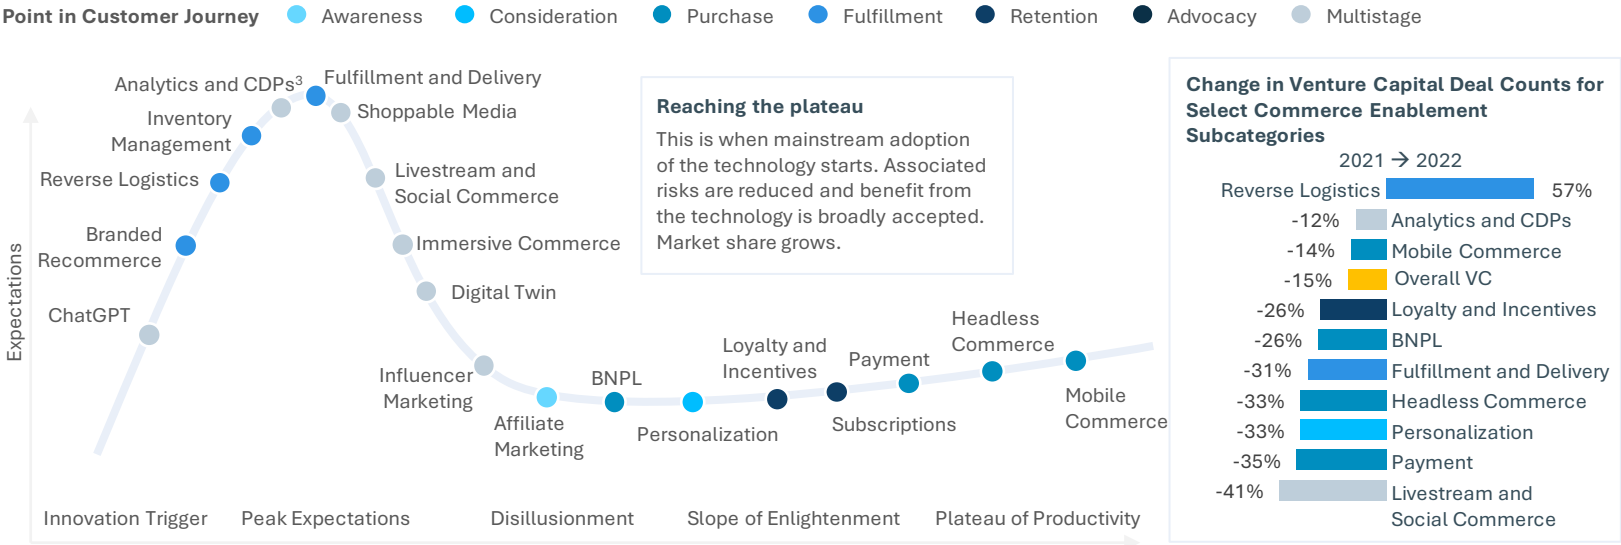 Point in Customer Journey Awareness Consideration Purchase Fulfillment Retention Advocacy Multistage
Analytics and CDPs³
Fulfillment and Delivery
Inventory
Management
Shoppable Media
Reverse Logistics
Livestream and
Social Commerce
Branded
Recommerce
Immersive Commerce
ChatGPT
Digital Twin
Expectations
Influencer
Marketing
Affiliate
Marketing
BNPL
Personalization
Loyalty and
Incentives
Subscriptions
Payment
Headless
Commerce
Mobile
Commerce
Innovation Trigger Peak Expectations Disillusionment Slope of Enlightenment Plateau of Productivity
Reaching the plateau
This is when mainstream adoption
of the technology starts. Associated
risks are reduced and benefit from
the technology is broadly accepted.
Market share grows.
Change in Venture Capital Deal Counts for
Select Commerce Enablement
Subcategories
2021 → 2022
Reverse Logistics 57%
-12% Analytics and CDPs
-14% Mobile Commerce
-15% Overall VC
-26% Loyalty and Incentives
-26% BNPL
-31% Fulfillment and Delivery
-33% Headless Commerce
-33% Personalization
-35% Payment
-41% Livestream and
Social Commerce